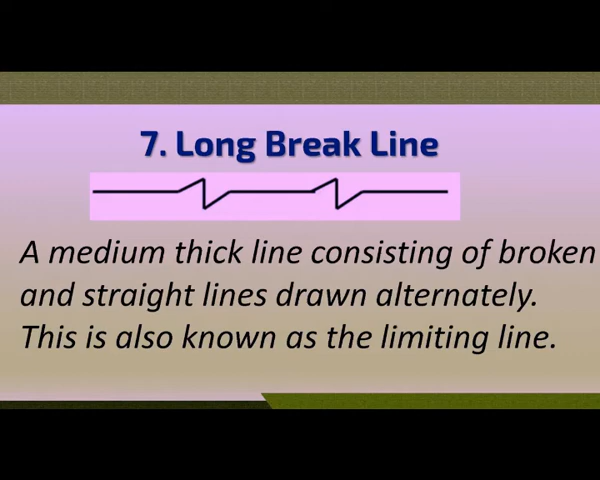 7. Long Break Line
A medium thick line consisting of broken
and straight lines drawn alternately.
This is also known as the limiting line.